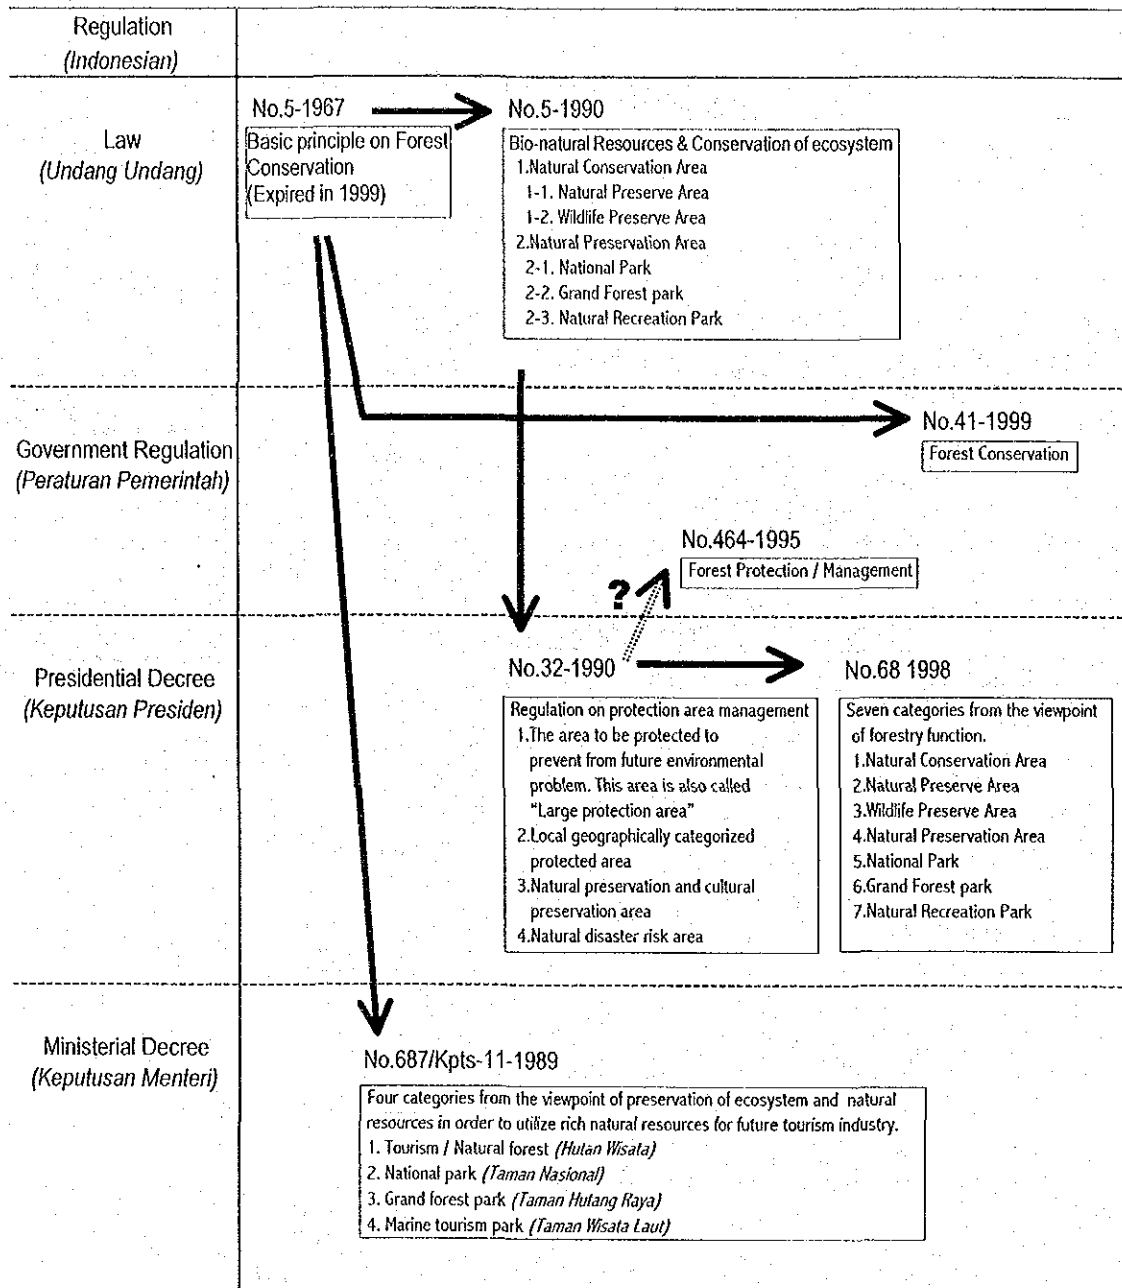 Regulation
(Indonesian)
Law
(Undang Undang)
No.5-1967
Basic principle on Forest
Conservation
(Expired in 1999)
No.5-1990
Bio-natural Resources & Conservation of ecosystem
1.Natural Conservation Area
1-1. Natural Preserve Area
1-2. Wildlife Preserve Area
2.Natural Preservation Area
2-1. National Park
2-2. Grand Forest park
2-3. Natural Recreation Park
Government Regulation
(Peraturan Pemerintah)
No.41-1999
Forest Conservation
No.464-1995
Forest Protection / Management
?
Presidential Decree
(Keputusan Presiden)
No.32-1990
Regulation on protection area management
1.The area to be protected to
prevent from future environmental
problem. This area is also called
"Large protection area"
2.Local geographically categorized
protected area
3.Natural preservation and cultural
preservation area
4.Natural disaster risk area
No.68 1998
Seven categories from the viewpoint
of forestry function.
1.Natural Conservation Area
2.Natural Preserve Area
3.Wildlife Preserve Area
4.Natural Preservation Area
5.National Park
6.Grand Forest park
7.Natural Recreation Park
Ministerial Decree
(Keputusan Menteri)
No.687/Kpts-11-1989
Four categories from the viewpoint of preservation of ecosystem and natural
resources in order to utilize rich natural resources for future tourism industry.
1. Tourism / Natural forest (Hutan Wisata)
2. National park (Taman Nasional)
3. Grand forest park (Taman Hutang Raya)
4. Marine tourism park (Taman Wisata Laut)